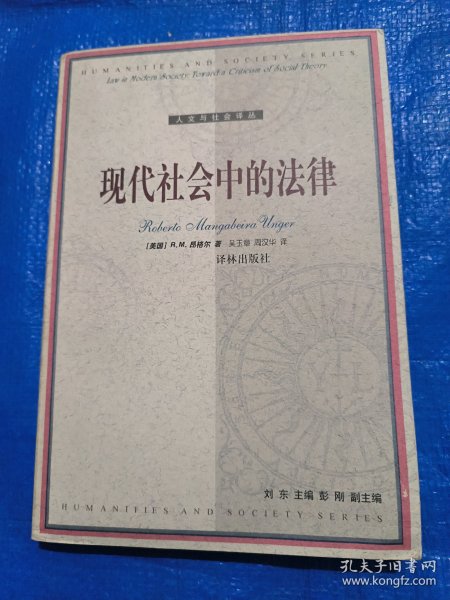 HUMANITIES AND SOCIETY SERIES
Law in Modern Society: Toward a Criticism of Social Theory
人文与社会译丛
现代社会中的法律
Roberto Mangabeira Unger
[美国] R.M. 昂格尔 著 吴玉章 周汉华 译
译林出版社
刘东 主编 彭刚 副主编
HUMANITIES AND SOCIETY SERIES
孔夫子旧书网
www.kongfz.com